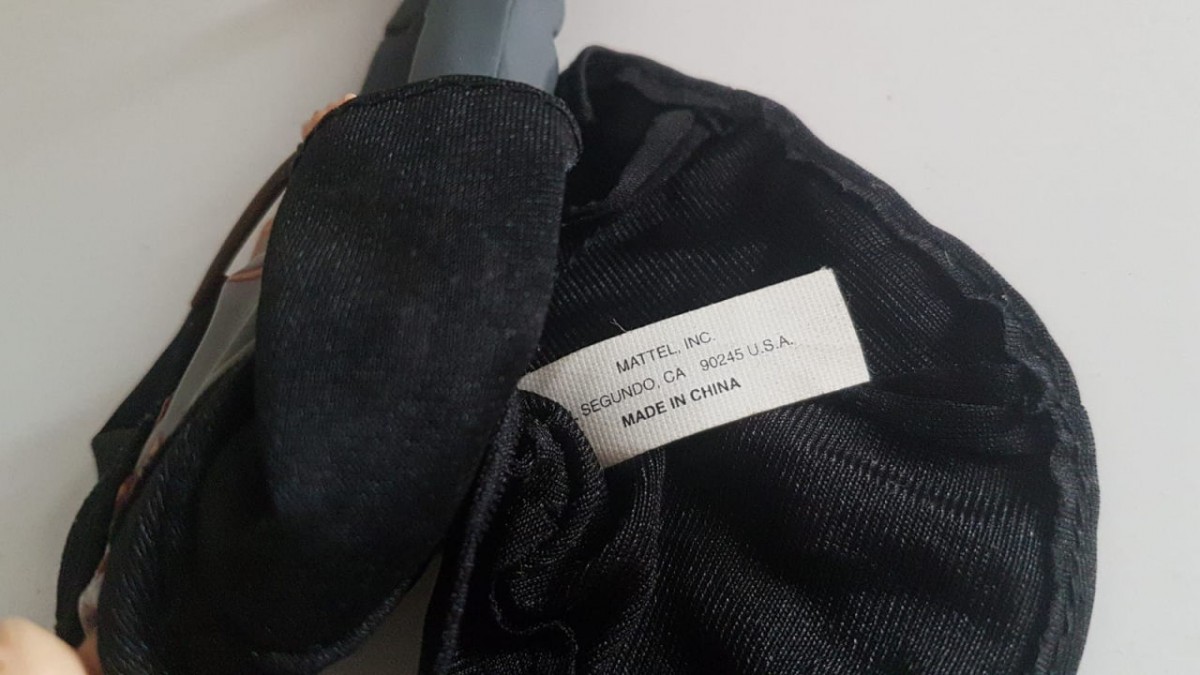 MATTEL, INC.
SEGUNDO, CA 90245 U.S.A.
MADE IN CHINA